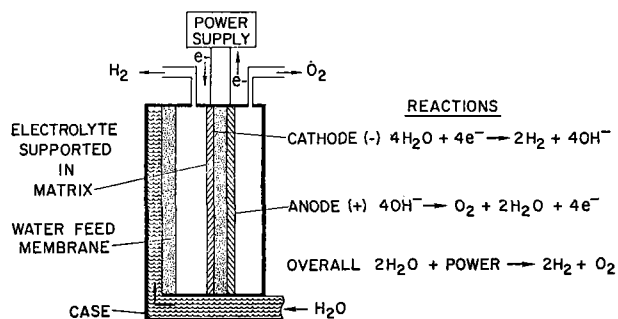 POWER
SUPPLY
e-
e-
H₂
O₂
ELECTROLYTE
SUPPORTED
IN
MATRIX
WATER FEED
MEMBRANE
CASE
H₂O
REACTIONS
CATHODE (-) 4H₂O + 4e⁻ → 2H₂ + 4OH⁻
ANODE (+) 4OH⁻ → O₂ + 2H₂O + 4e⁻
OVERALL 2H₂O + POWER → 2H₂ + O₂